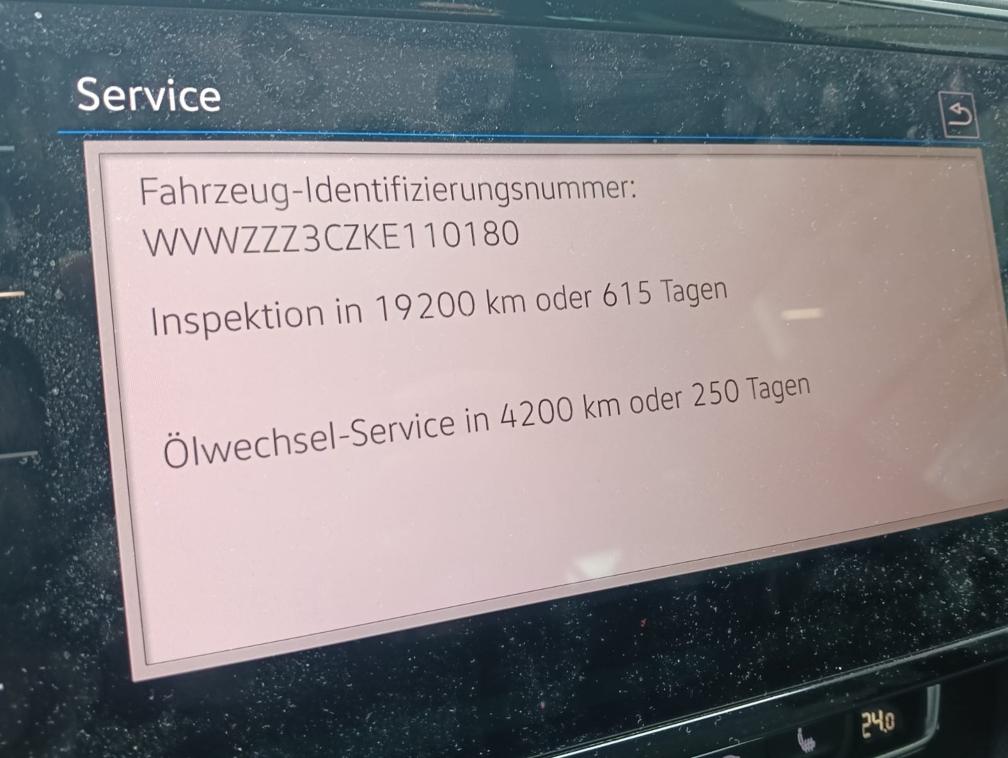 Service
Fahrzeug-Identifizierungsnummer:
WVWZZZ3CZKE110180
Inspektion in 19200 km oder 615 Tagen
Ölwechsel-Service in 4200 km oder 250 Tagen
24.0